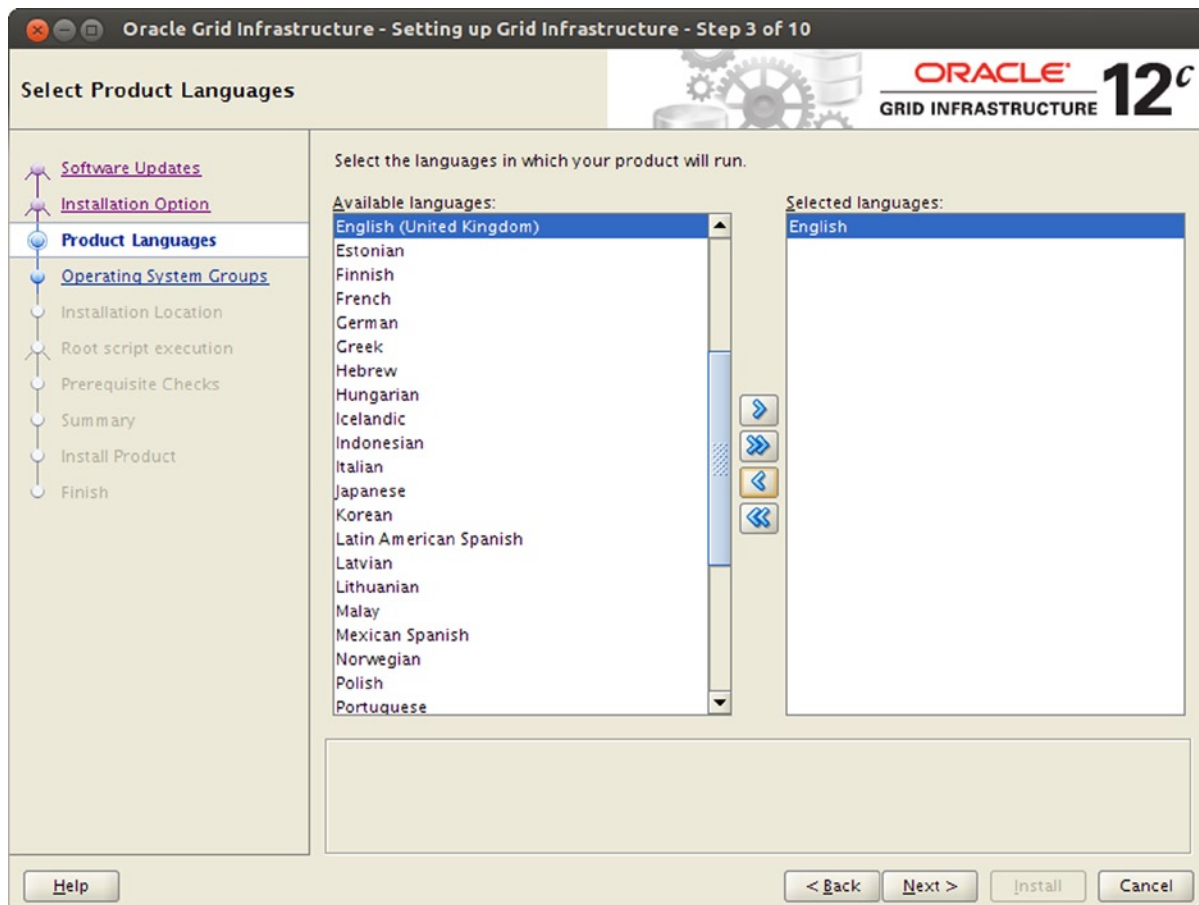 Oracle Grid Infrastructure - Setting up Grid Infrastructure - Step 3 of 10
Select Product Languages
ORACLE
GRID INFRASTRUCTURE
12c
Software Updates
Installation Option
Product Languages
Operating System Groups
Installation Location
Root script execution
Prerequisite Checks
Summary
Install Product
Finish
Select the languages in which your product will run.
Available languages:
English (United Kingdom)
Estonian
Finnish
French
German
Greek
Hebrew
Hungarian
Icelandic
Indonesian
Italian
Japanese
Korean
Latin American Spanish
Latvian
Lithuanian
Malay
Mexican Spanish
Norwegian
Polish
Portuguese
Selected languages:
English
Help
< Back
Next >
Install
Cancel